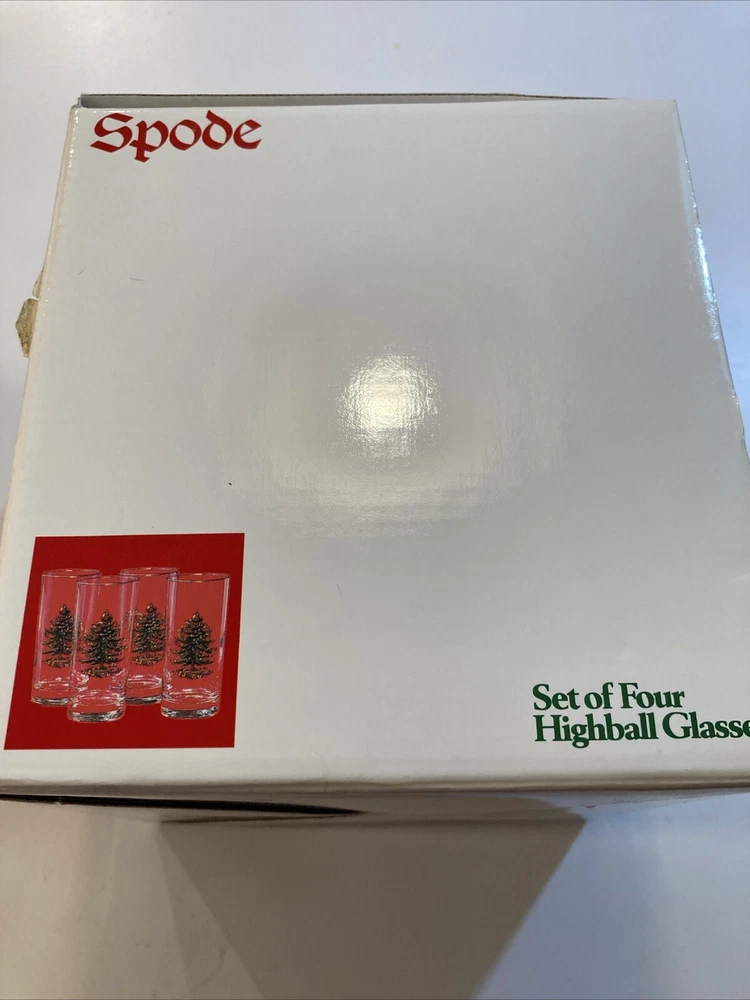 Spode
Set of Four
Highball Glasse